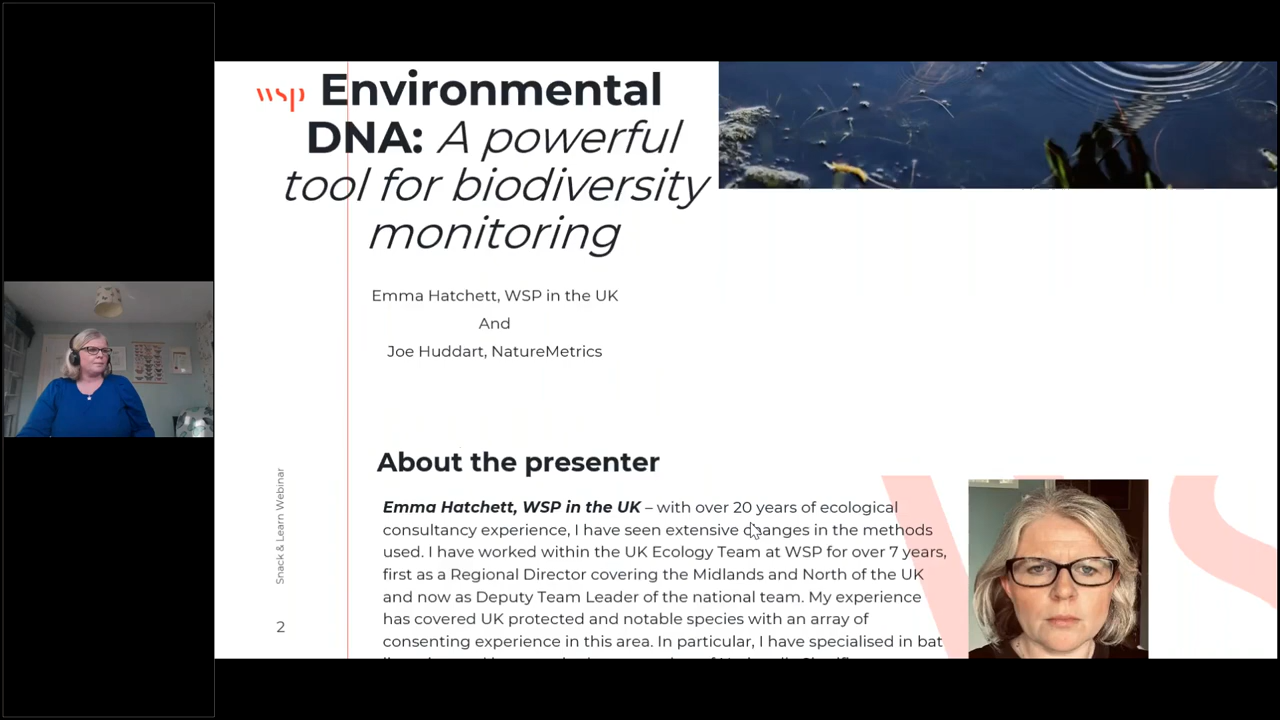 wsp
Environmental
DNA: A powerful
tool for biodiversity
monitoring
Emma Hatchett, WSP in the UK
And
Joe Huddart, NatureMetrics
About the presenter
Emma Hatchett, WSP in the UK – with over 20 years of ecological
consultancy experience, I have seen extensive changes in the methods
used. I have worked within the UK Ecology Team at WSP for over 7 years,
first as a Regional Director covering the Midlands and North of the UK
and now as Deputy Team Leader of the national team. My experience
has covered UK protected and notable species with an array of
consenting experience in this area. In particular, I have specialised in bat
Snack & Learn Webinar
2